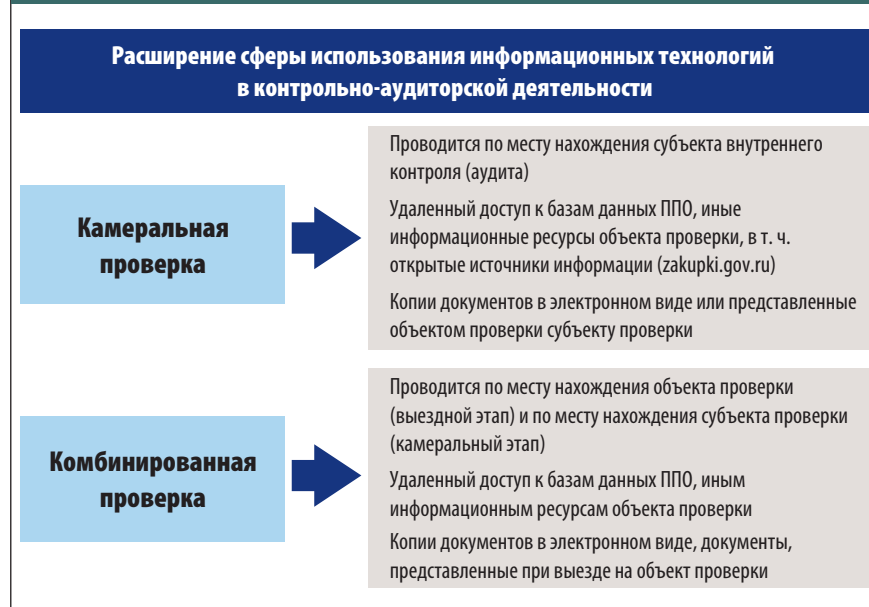 Расширение сферы использования информационных технологий
в контрольно-аудиторской деятельности
Камеральная
проверка
Проводится по месту нахождения субъекта внутреннего
контроля (аудита)
Удаленный доступ к базам данных ППО, иные
информационные ресурсы объекта проверки, в т. ч.
открытые источники информации (zakupki.gov.ru)
Копии документов в электронном виде или представленные
объектом проверки субъекту проверки
Комбинированная
проверка
Проводится по месту нахождения объекта проверки
(выездной этап) и по месту нахождения субъекта проверки
(камеральный этап)
Удаленный доступ к базам данных ППО, иным
информационным ресурсам объекта проверки
Копии документов в электронном виде, документы,
представленные при выезде на объект проверки